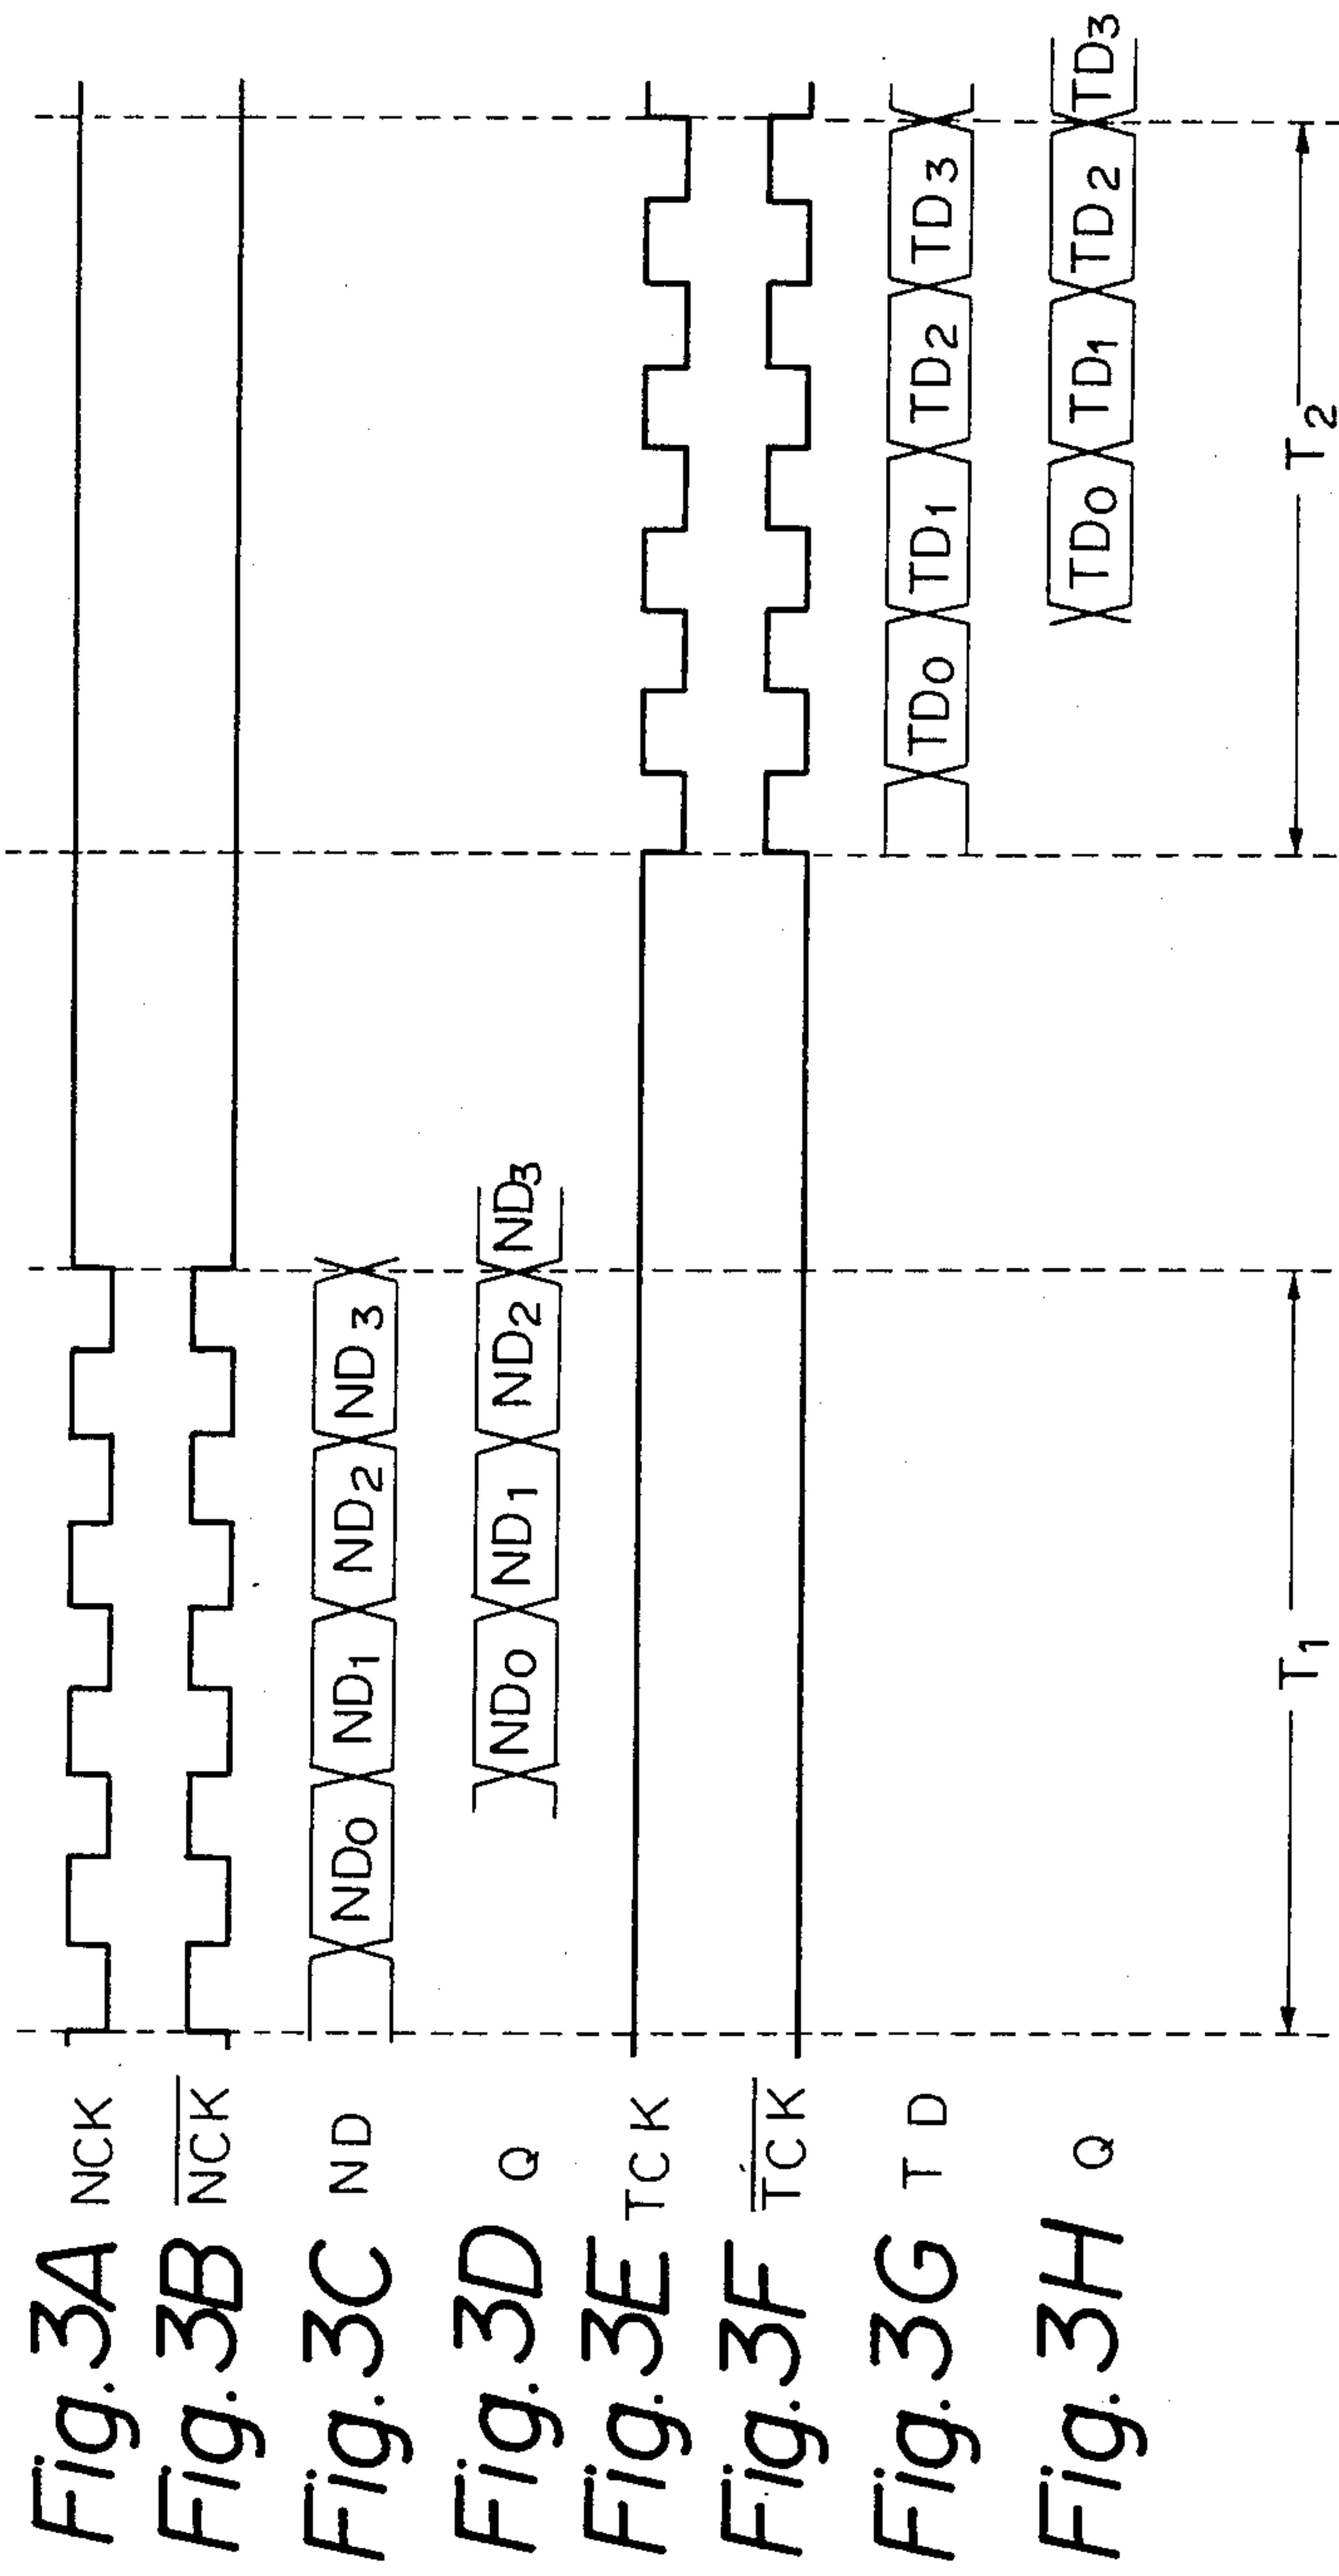 Fig. 3A NCK
Fig. 3B NCK
Fig. 3C ND ND0 ND1 ND2 ND3
Fig. 3D Q ND0 ND1 ND2 ND3
Fig. 3E TCK
Fig. 3F TCK
Fig. 3G TD TD0 TD1 TD2 TD3
Fig. 3H Q TD0 TD1 TD2 TD3
T1 T2